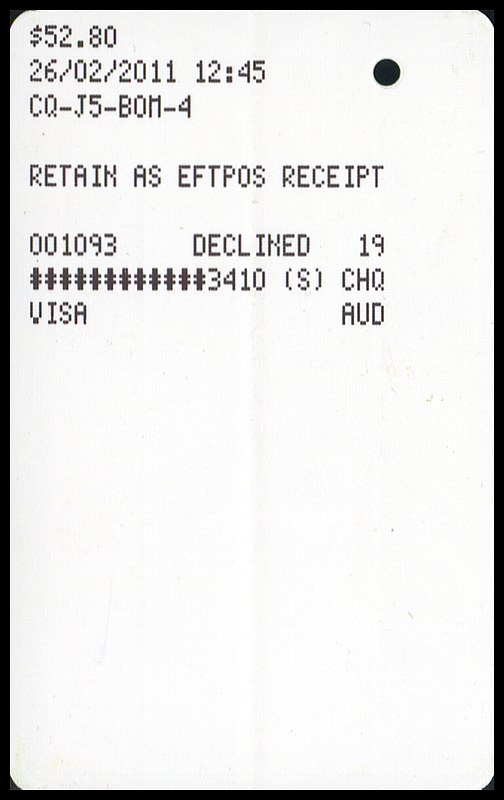 $52.80
26/02/2011 12:45
CQ-J5-BOM-4
RETAIN AS EFTPOS RECEIPT
001093 DECLINED 19
############3410 (S) CHQ
VISA AUD